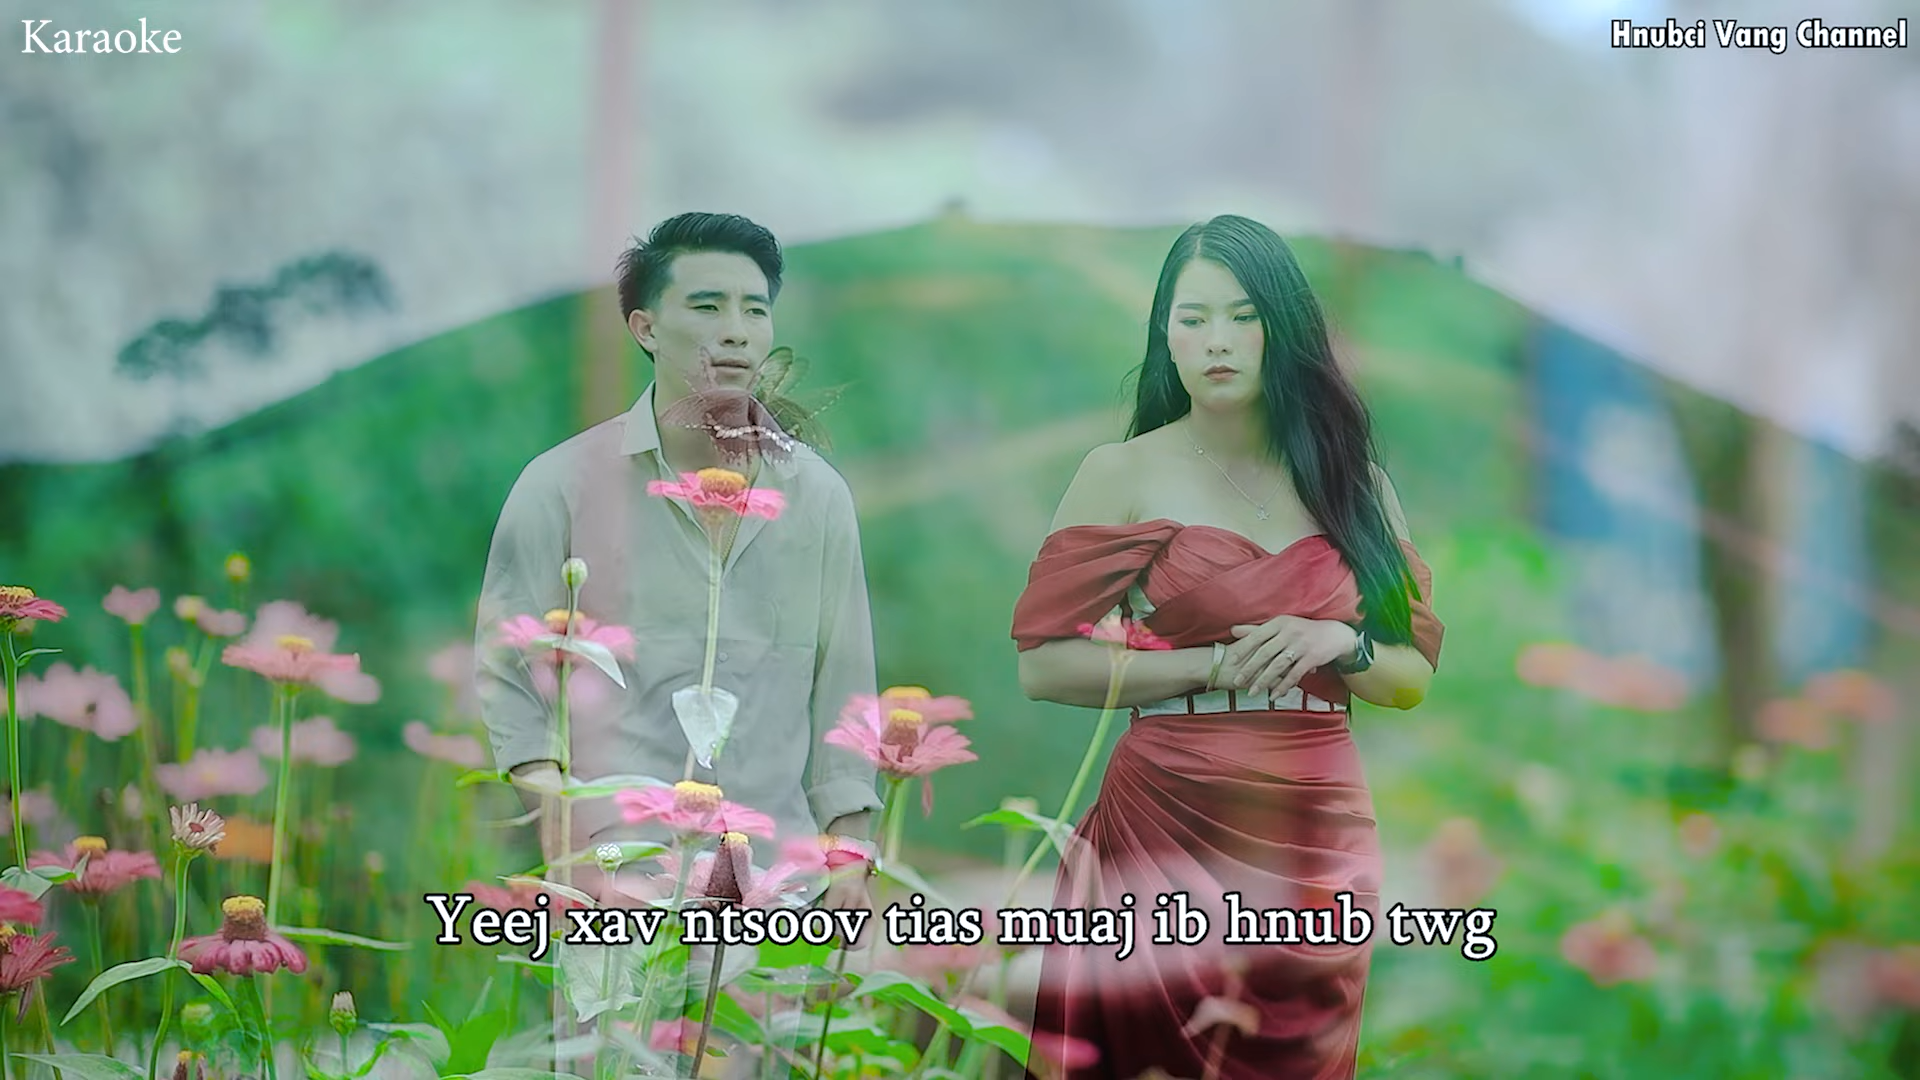 Karaoke
Hnubci Vang Channel
Yeej xav ntsoov tias muaj ib hnub twg